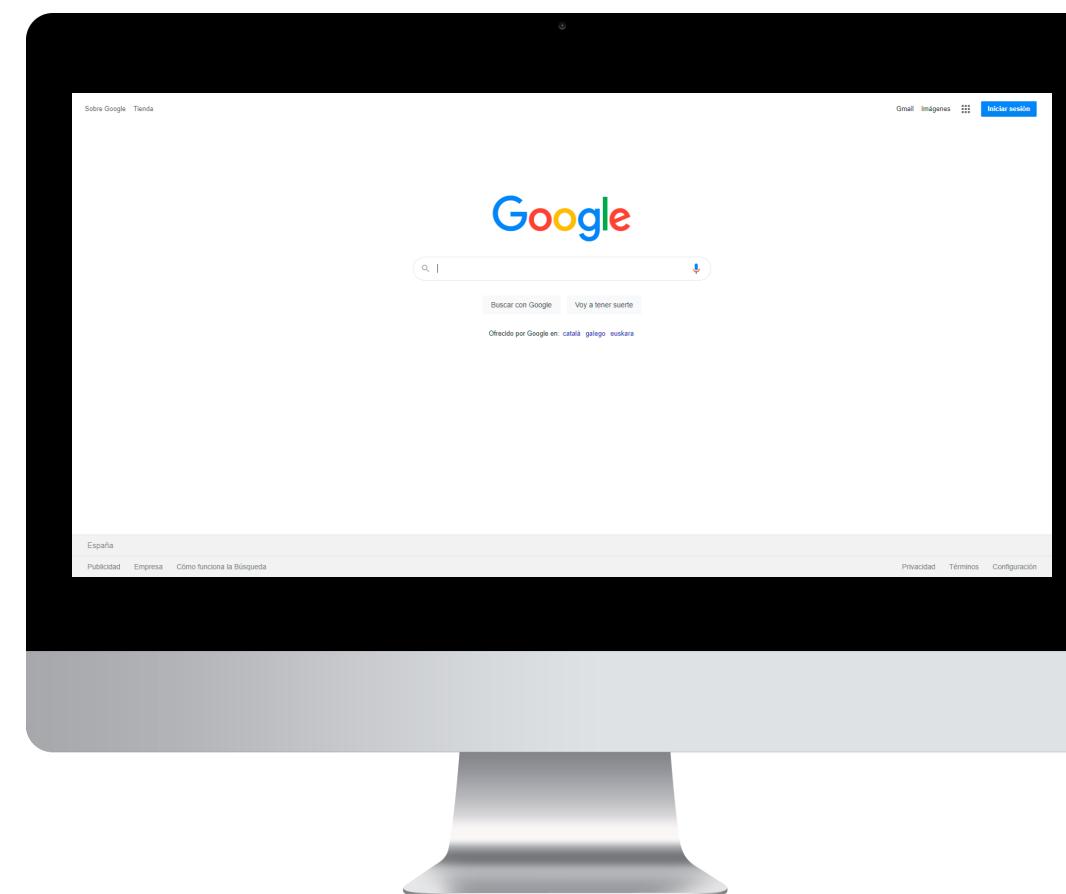 Sobre Google Tienda Gmail Imágenes Iniciar sesión
Google
Buscar con Google Voy a tener suerte
Ofrecido por Google en: català galego euskara
España
Publicidad Empresa Cómo funciona la Búsqueda Privacidad Términos Configuración